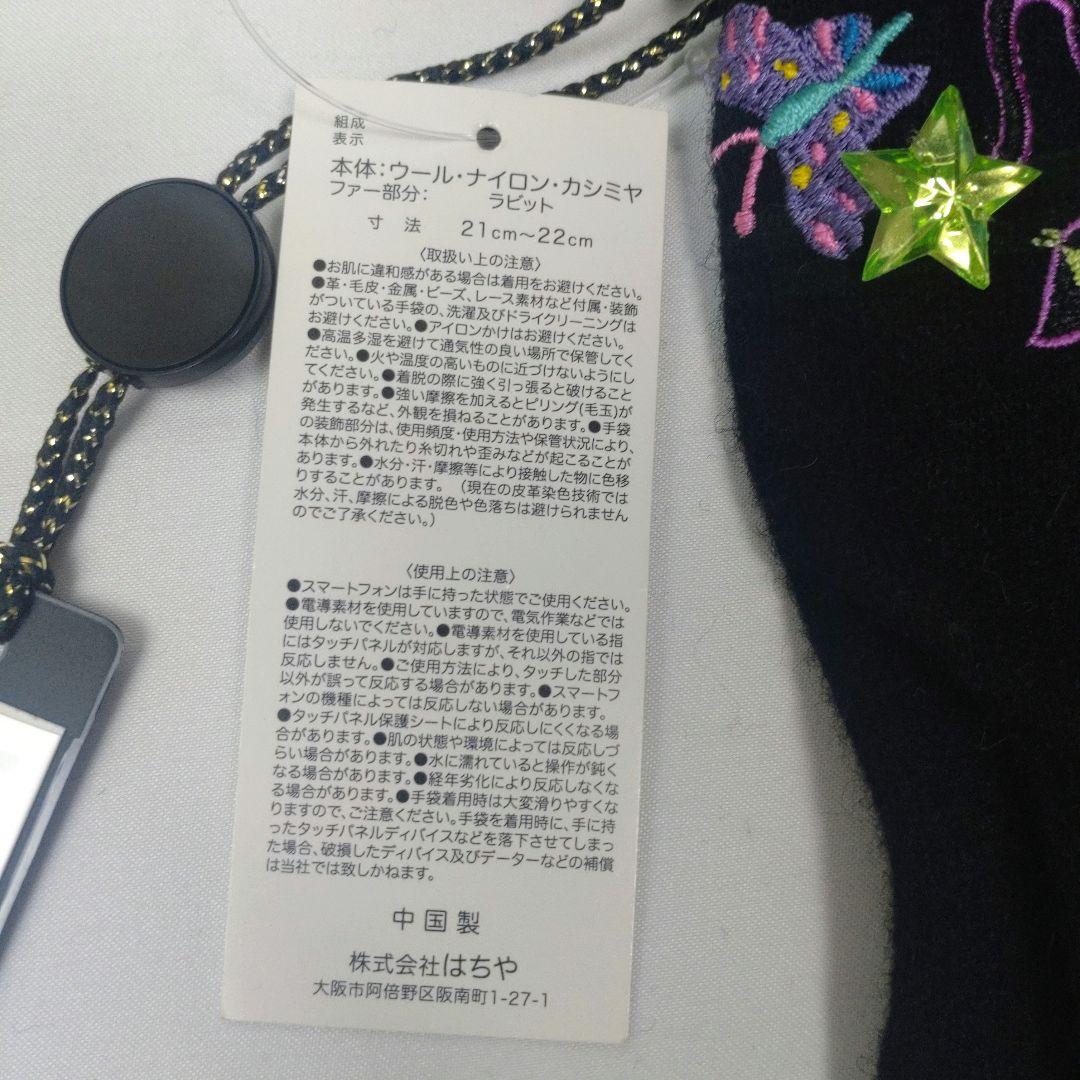 組成
表示
本体：ウール・ナイロン・カシミヤ
ファー部分： ラビット
寸 法 21cm〜22cm
〈取扱い上の注意〉
●お肌に違和感がある場合は着用をお避けください。
●革・毛皮・金属・ビーズ、レース素材など付属・装飾
がついている手袋の、洗濯及びドライクリーニングは
お避けください。●アイロンかけはお避けください。
●高温多湿を避けて通気性の良い場所で保管してく
ださい。●火や温度の高いものに近づけないようにし
てください。●着脱の際に強く引っ張ると破けること
があります。●強い摩擦を加えるとピリング(毛玉)が
発生するなど、外観を損ねることがあります。●手袋
の装飾部分は、使用頻度・使用方法や保管状況により、
本体から外れたり糸切れや歪みなどが起こることが
あります。●水分・汗・摩擦等により接触した物に色移
りすることがあります。（現在の皮革染色技術では
水分、汗、摩擦による脱色や色落ちは避けられません
のでご了承ください。）
〈使用上の注意〉
●スマートフォンは手に持った状態でご使用ください。
●電導素材を使用していますので、電気作業などでは
使用しないでください。●電導素材を使用している指
にはタッチパネルが対応しますが、それ以外の指では
反応しません。●ご使用方法により、タッチした部分
以外が誤って反応する場合があります。●スマートフ
ォンの機種によっては反応しない場合があります。
●タッチパネル保護シートにより反応しにくくなる場
合があります。●肌の状態や環境によっては反応しづ
らい場合があります。●水に濡れていると操作が鈍く
なる場合があります。●経年劣化により反応しなくな
る場合があります。●手袋着用時は大変滑りやすくな
りますので、ご注意ください。手袋を着用時に、手に持
ったタッチパネルディバイスなどを落下させてしまっ
た場合、破損したディバイス及びデーターなどの補償
は当社では致しかねます。
中国製
株式会社はちや
大阪市阿倍野区阪南町1-27-1